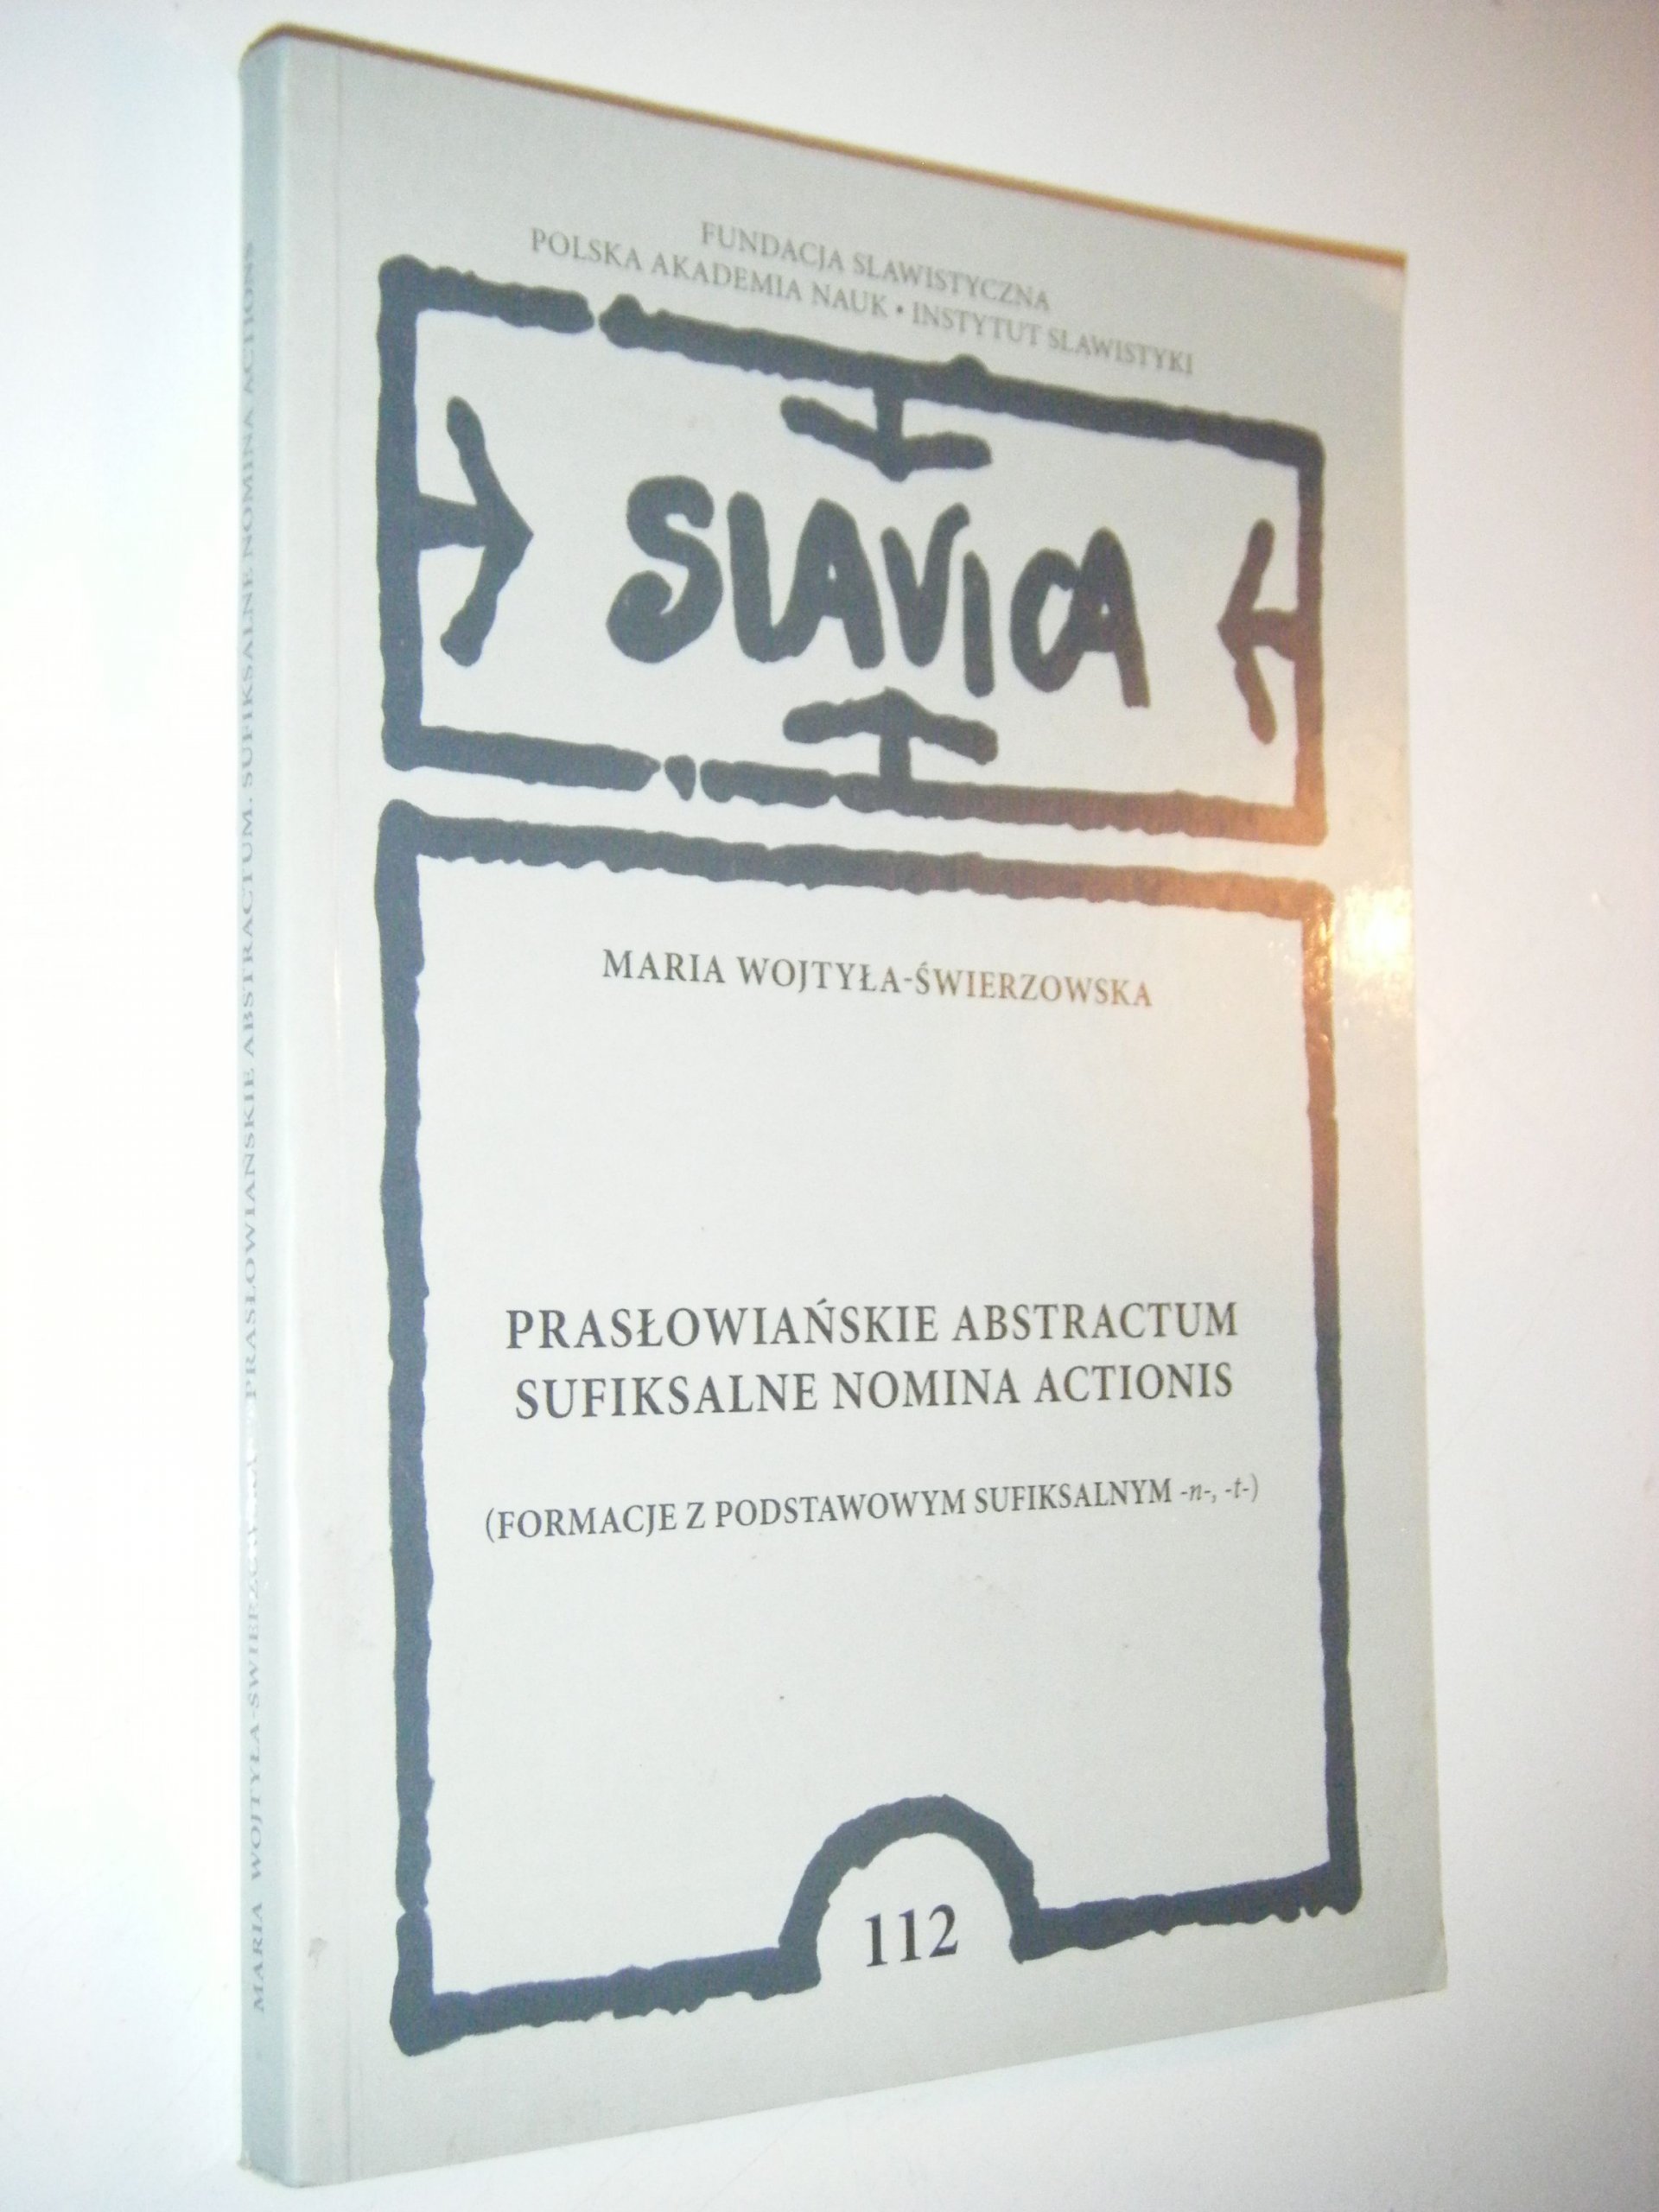 FUNDACJA SLAWISTYCZNA
POLSKA AKADEMIA NAUK • INSTYTUT SLAWISTYKI
SLAVICA
MARIA WOJTYŁA-ŚWIERZOWSKA
PRASŁOWIAŃSKIE ABSTRACTUM
SUFIKSALNE NOMINA ACTIONIS
(FORMACJE Z PODSTAWOWYM SUFIKSALNYM -n-, -t-)
112
MARIA WOJTYŁA-ŚWIERZOWSKA PRASŁOWIAŃSKIE ABSTRACTUM. SUFIKSALNE NOMINA ACTIONS